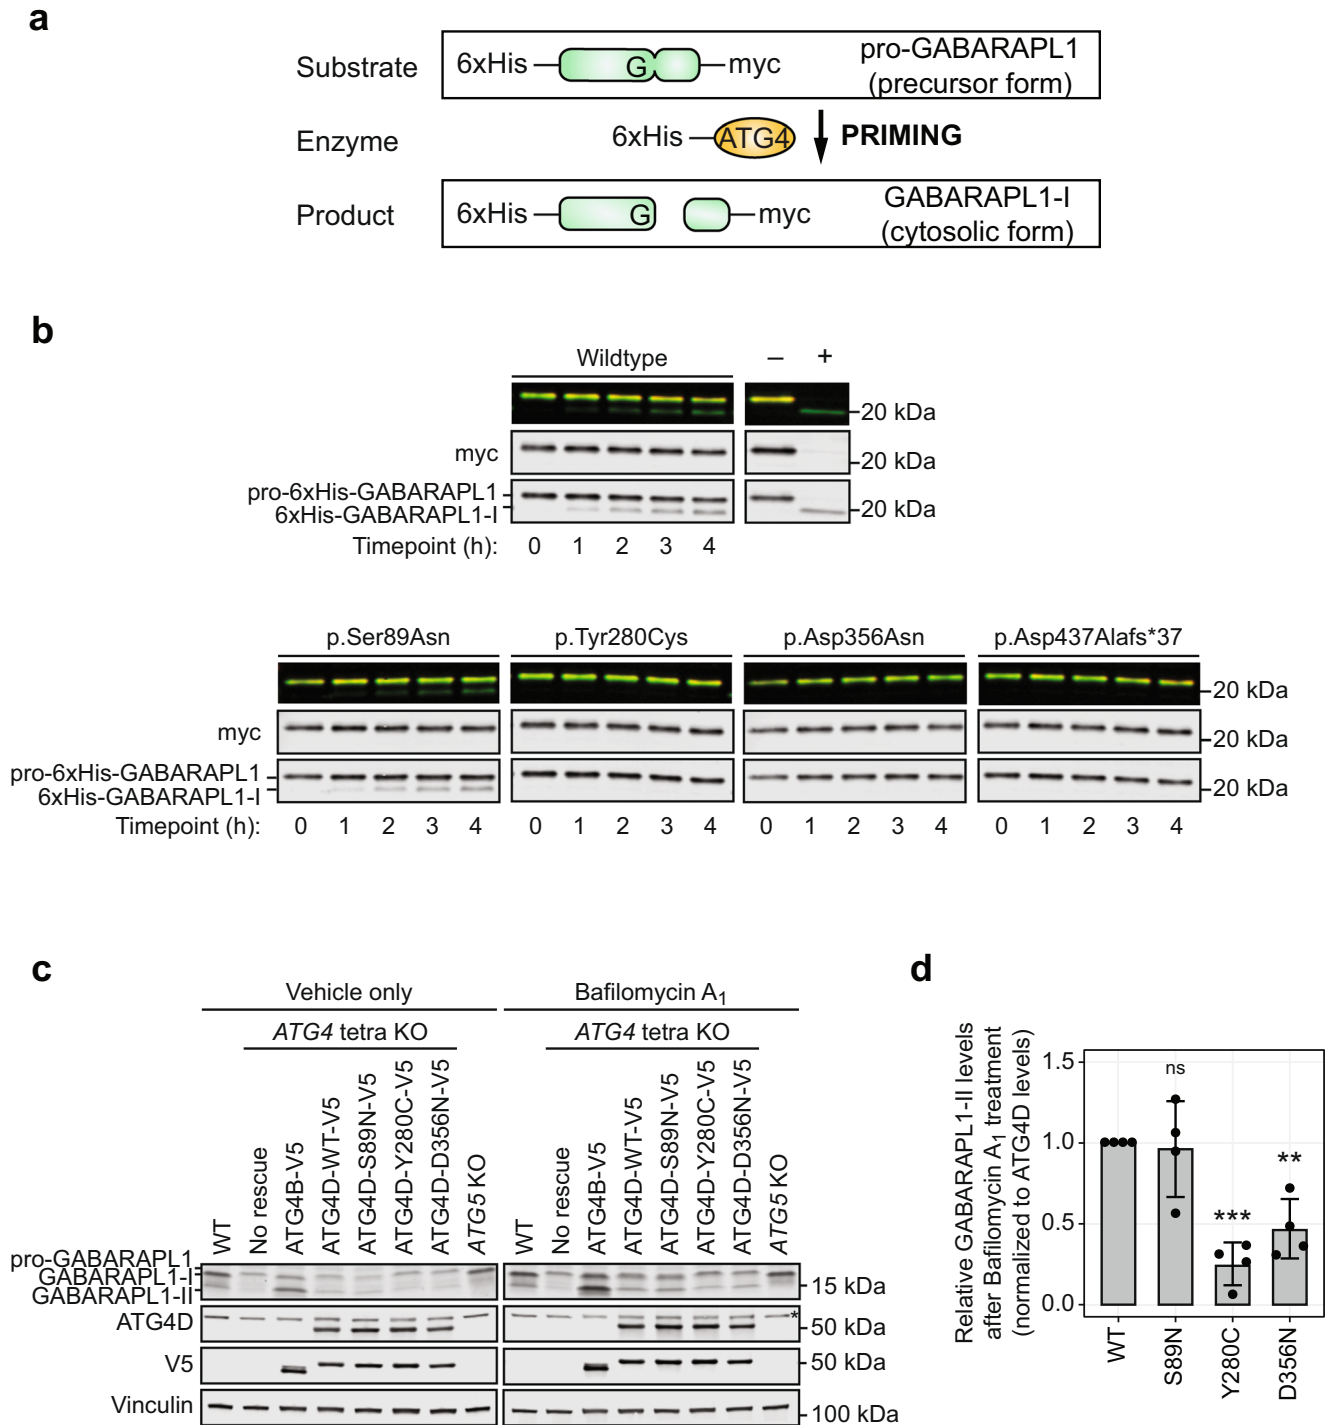 a
Substrate
6xHis
G
myc
pro-GABARAPL1
(precursor form)
Enzyme
6xHis
ATG4
PRIMING
Product
6xHis
G
myc
GABARAPL1-I
(cytosolic form)
b
Wildtype
–
+
20 kDa
myc
20 kDa
pro-6xHis-GABARAPL1
6xHis-GABARAPL1-I
20 kDa
Timepoint (h): 0 1 2 3 4
p.Ser89Asn
p.Tyr280Cys
p.Asp356Asn
p.Asp437Alafs*37
20 kDa
myc
20 kDa
pro-6xHis-GABARAPL1
6xHis-GABARAPL1-I
20 kDa
Timepoint (h): 0 1 2 3 4 0 1 2 3 4 0 1 2 3 4 0 1 2 3 4
c
Vehicle only
Bafilomycin A1
ATG4 tetra KO
ATG4 tetra KO
WT
No rescue
ATG4B-V5
ATG4D-WT-V5
ATG4D-S89N-V5
ATG4D-Y280C-V5
ATG4D-D356N-V5
ATG5 KO
WT
No rescue
ATG4B-V5
ATG4D-WT-V5
ATG4D-S89N-V5
ATG4D-Y280C-V5
ATG4D-D356N-V5
ATG5 KO
pro-GABARAPL1
GABARAPL1-I
GABARAPL1-II
15 kDa
ATG4D
*
50 kDa
V5
50 kDa
Vinculin
100 kDa
d
Relative GABARAPL1-II levels
after Bafilomycin A1 treatment
(normalized to ATG4D levels)
1.5
1.0
0.5
0.0
ns
***
**
WT
S89N
Y280C
D356N